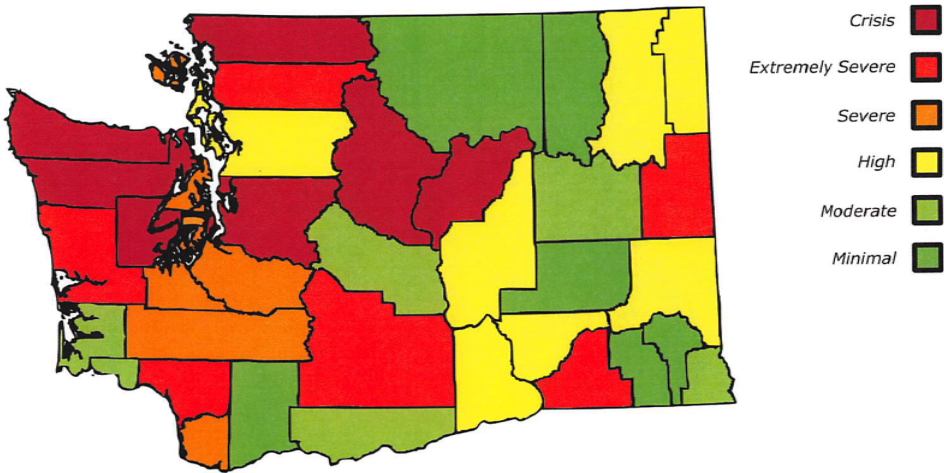 Crisis
Extremely Severe
Severe
High
Moderate
Minimal